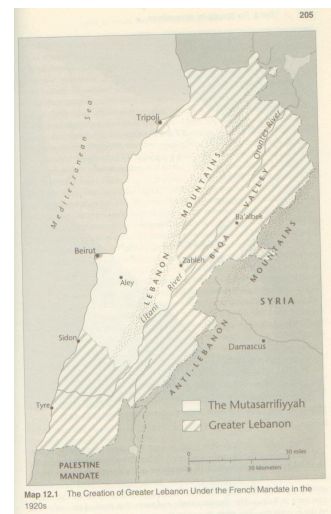 205
Mediterranean Sea
Tripoli
Orontes River
LEBANON MOUNTAINS
BIQA VALLEY
Ba'albek
Beirut
Zahleh
Aley
Litani River
ANTI-LEBANON MOUNTAINS
SYRIA
Sidon
Damascus
Tyre
The Mutasarrifiyyah
Greater Lebanon
PALESTINE
MANDATE
0 30 miles
0 30 kilometers
Map 12.1 The Creation of Greater Lebanon Under the French Mandate in the
1920s